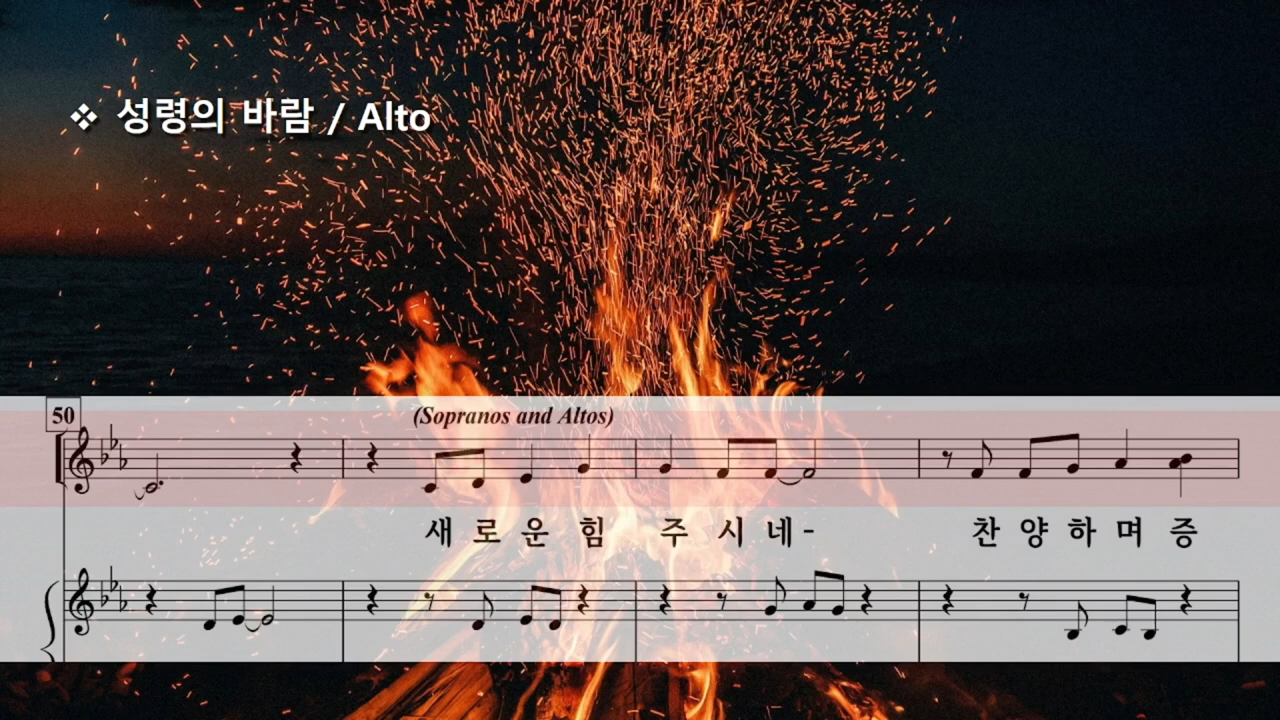 ❖ 성령의 바람 / Alto
50
(Sopranos and Altos)
새 로 운 힘 주 시 네 - 찬 양 하 며 증